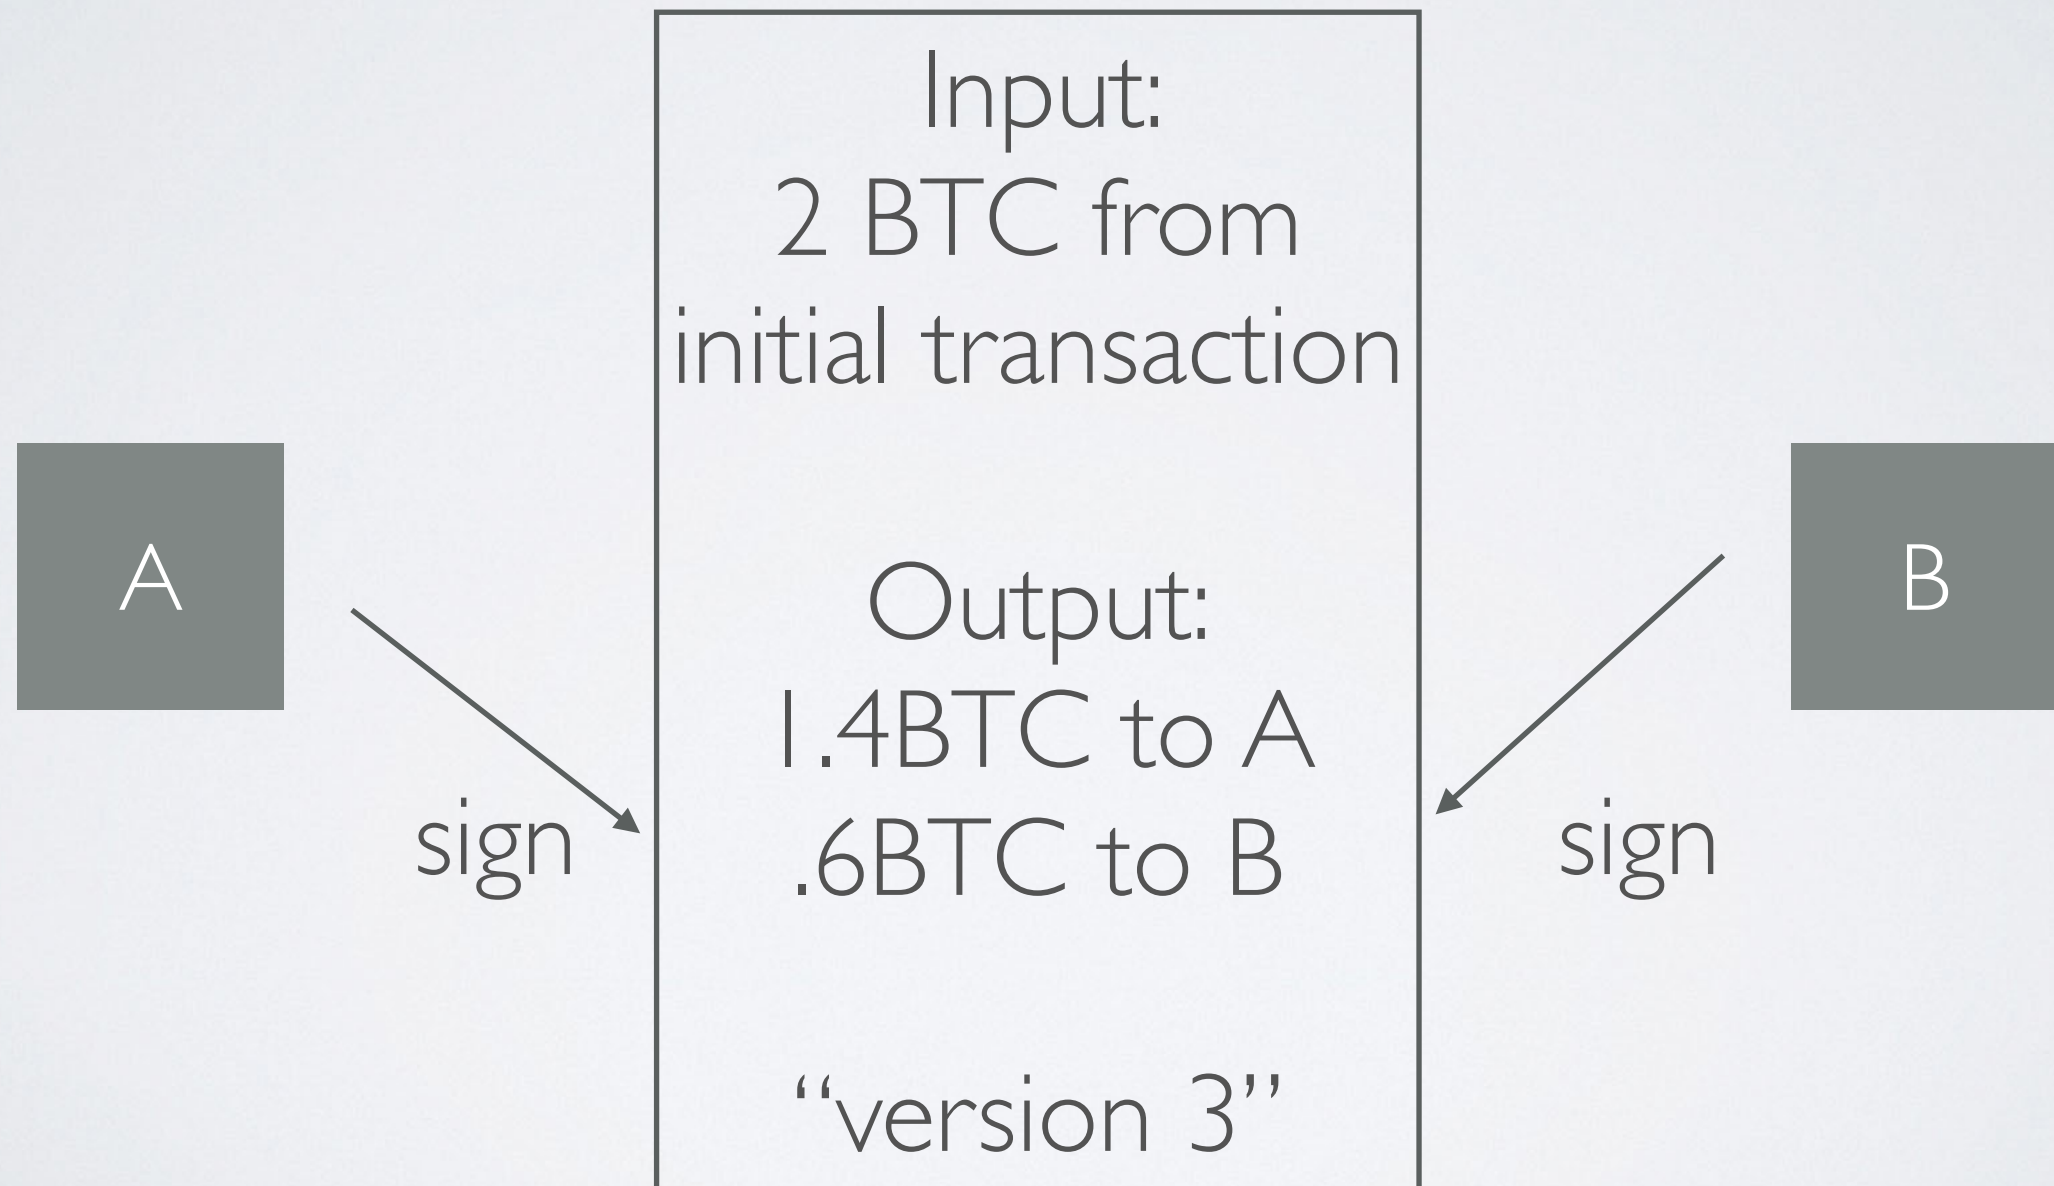 Input:
2 BTC from
initial transaction
A
B
Output:
1.4BTC to A
.6BTC to B
sign
sign
“version 3”